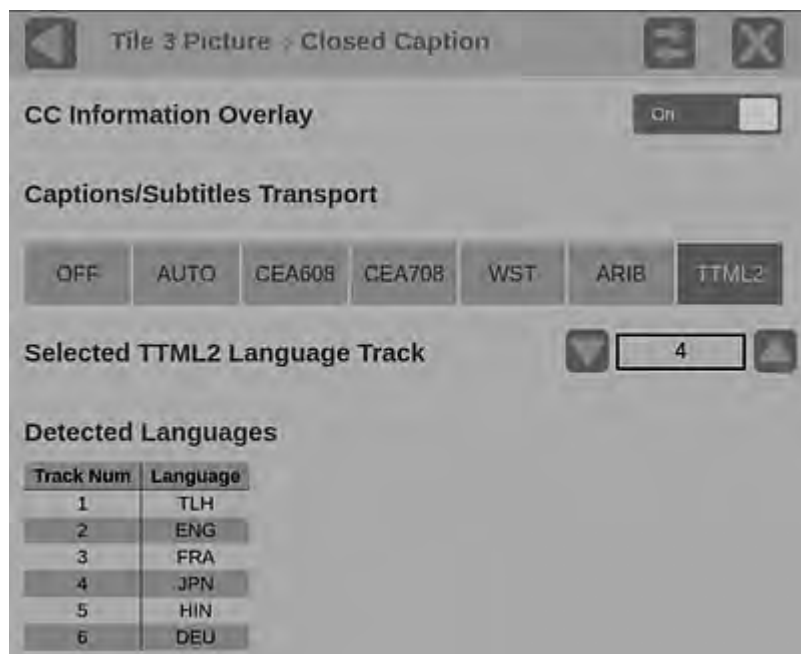 Tile 3 Picture > Closed Caption
CC Information Overlay
On
Captions/Subtitles Transport
OFF AUTO CEA608 CEA708 WST ARIB TTML2
Selected TTML2 Language Track
4
Detected Languages
Track Num Language
1 TLH
2 ENG
3 FRA
4 JPN
5 HIN
6 DEU